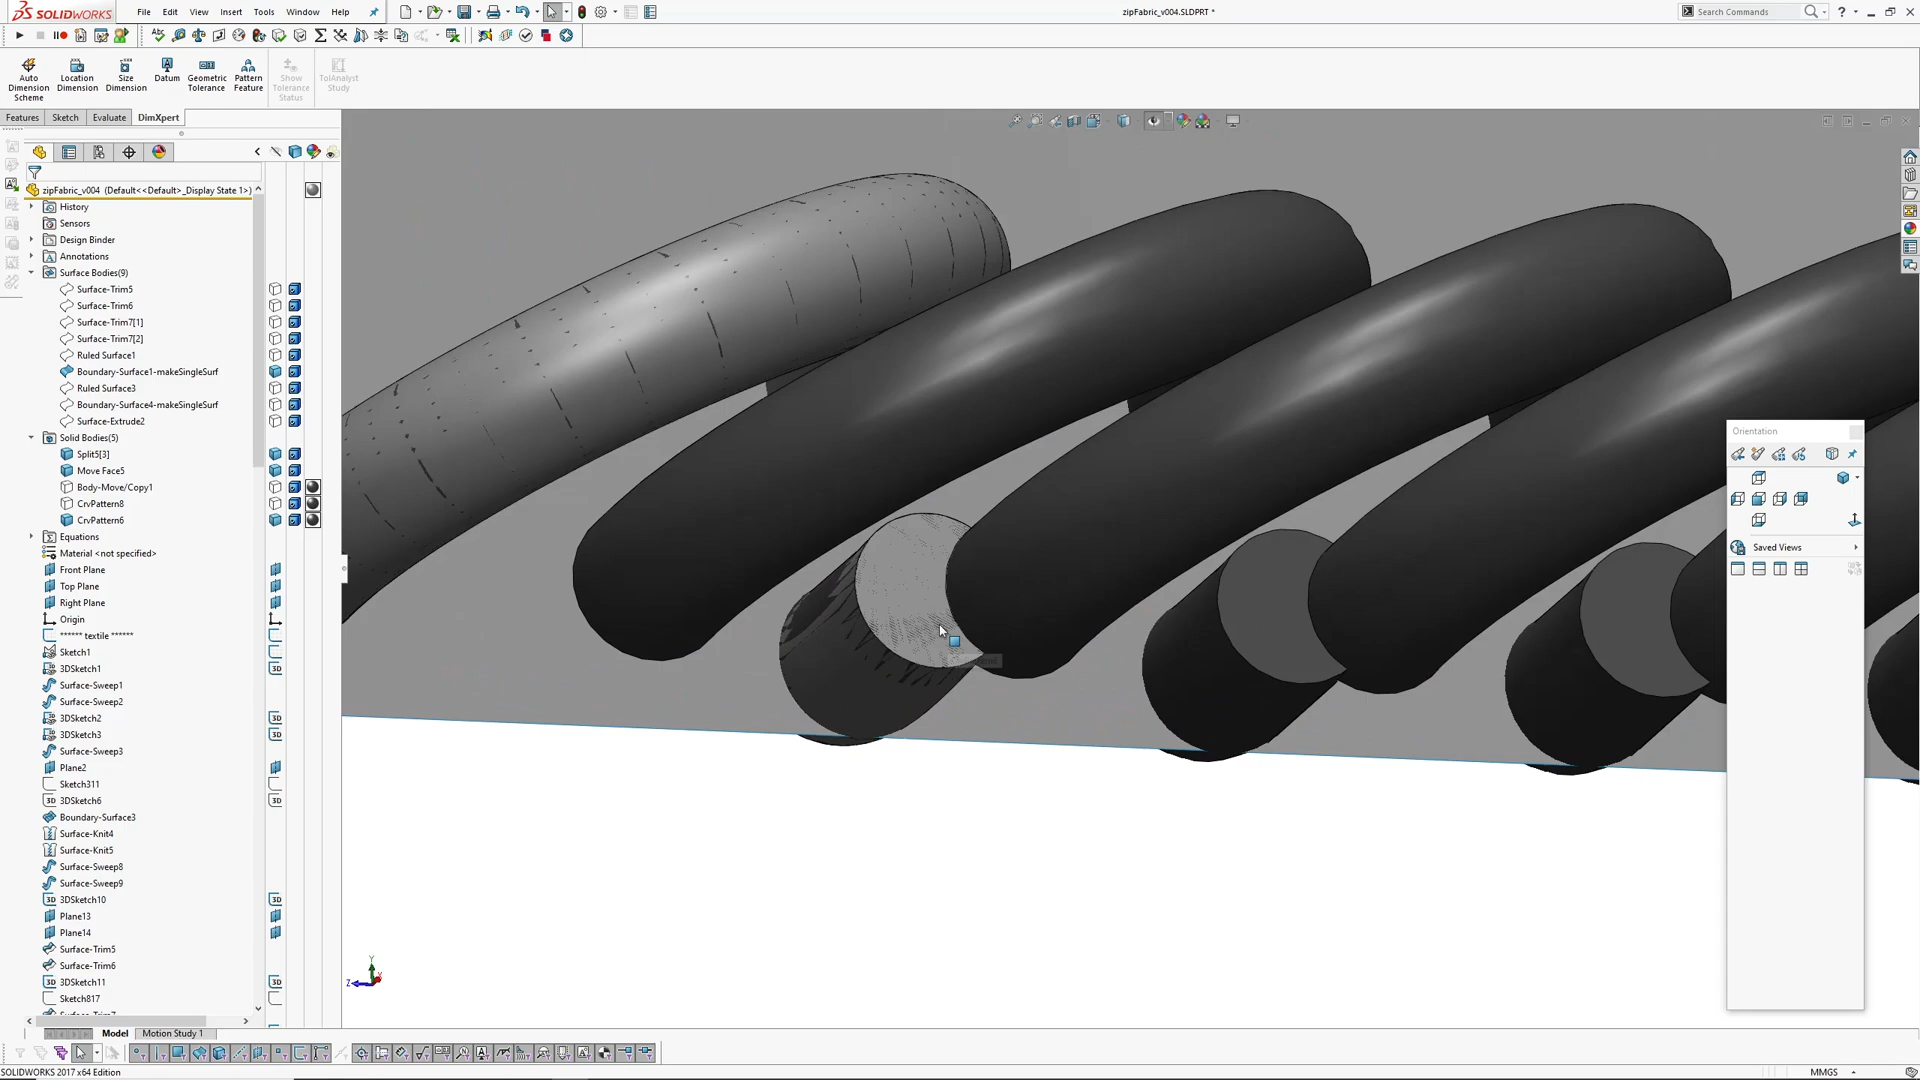 SOLIDWORKS File Edit View Insert Tools Window Help zipFabric_v004.SLDPRT * Search Commands
Auto Dimension Scheme
Location Dimension
Size Dimension
Datum
Geometric Tolerance
Pattern Feature
Show Tolerance Status
TolAnalyst Study
Features Sketch Evaluate DimXpert
zipFabric_v004 (Default<<Default>_Display State 1>)
History
Sensors
Design Binder
Annotations
Surface Bodies(9)
Surface-Trim5
Surface-Trim6
Surface-Trim7[1]
Surface-Trim7[2]
Ruled Surface1
Boundary-Surface1-makeSingleSurf
Ruled Surface3
Boundary-Surface4-makeSingleSurf
Surface-Extrude2
Solid Bodies(5)
Split5[3]
Move Face5
Body-Move/Copy1
CrvPattern8
CrvPattern6
Equations
Material <not specified>
Front Plane
Top Plane
Right Plane
Origin
****** textile ******
Sketch1
3DSketch1
Surface-Sweep1
Surface-Sweep2
3DSketch2
3DSketch3
Surface-Sweep3
Plane2
Sketch311
3DSketch6
Boundary-Surface3
Surface-Knit4
Surface-Knit5
Surface-Sweep8
Surface-Sweep9
3DSketch10
Plane13
Plane14
Surface-Trim5
Surface-Trim6
3DSketch11
Sketch817
Orientation
Saved Views
Y
Z
Model Motion Study 1
SOLIDWORKS 2017 x64 Edition MMGS